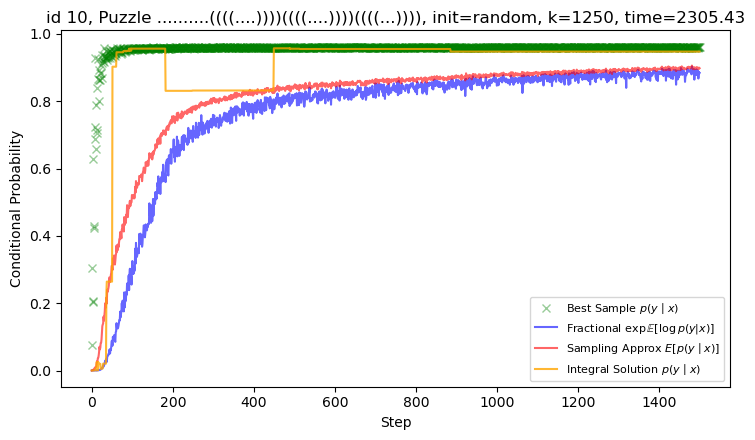 id 10, Puzzle ..........((((....))))((((....))))((((...)))), init=random, k=1250, time=2305.43
Conditional Probability
1.0
0.8
0.6
0.4
0.2
0.0
Best Sample p(y | x)
Fractional exp𝔼[log p(y|x)]
Sampling Approx E[p(y | x)]
Integral Solution p(y | x)
0 200 400 600 800 1000 1200 1400
Step